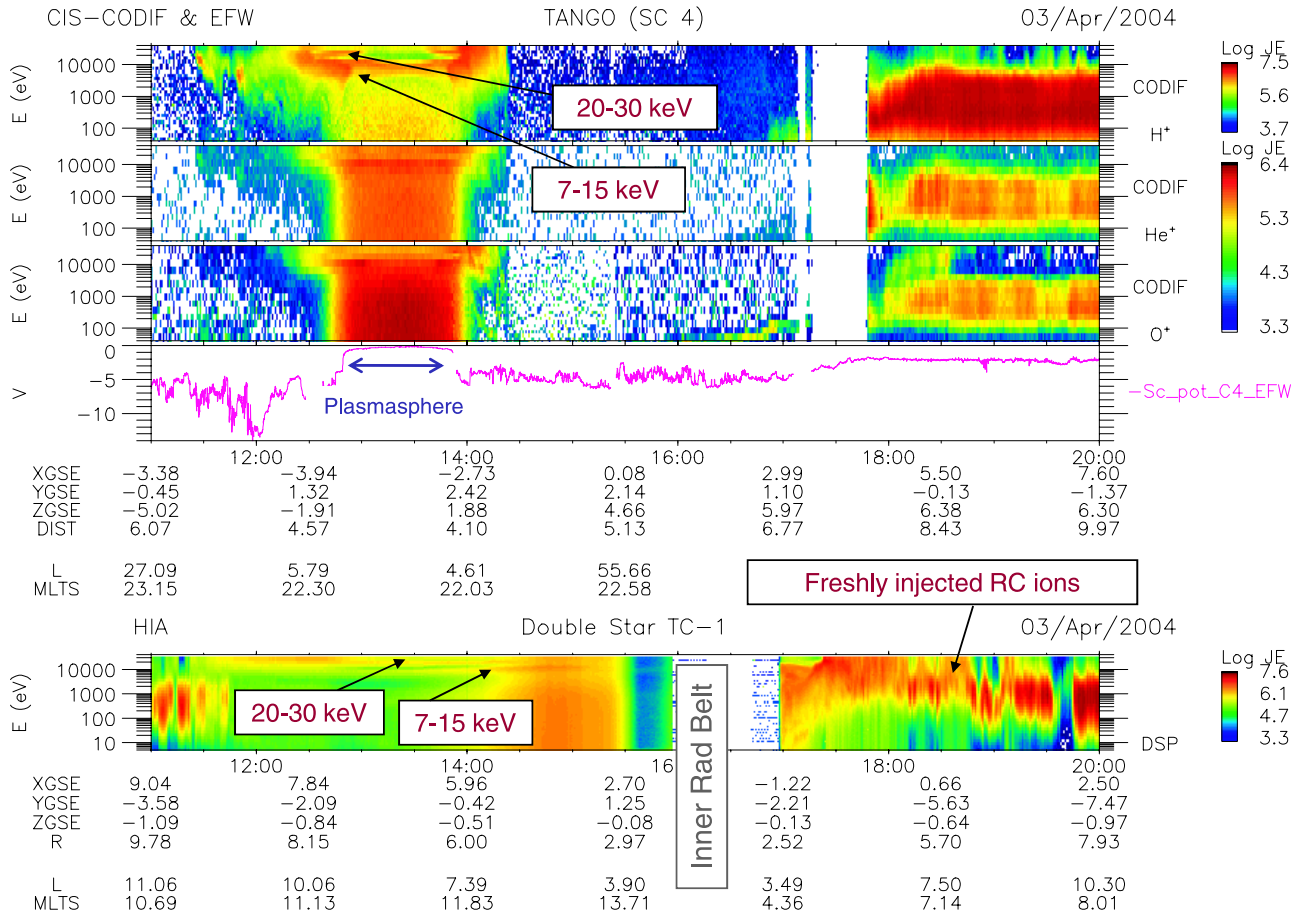 CIS-CODIF & EFW TANGO (SC 4) 03/Apr/2004
E (eV) 10000 1000 100 CODIF H+ Log JE 7.5 5.6 3.7
20-30 keV
E (eV) 10000 1000 100 CODIF He+ Log JE 6.4 5.3 4.3 3.3
7-15 keV
E (eV) 10000 1000 100 CODIF O+
V 0 −5 −10 −Sc_pot_C4_EFW
Plasmasphere
12:00 14:00 16:00 18:00 20:00
XGSE −3.38 −3.94 −2.73 0.08 2.99 5.50 7.60
YGSE −0.45 1.32 2.42 2.14 1.10 −0.13 −1.37
ZGSE −5.02 −1.91 1.88 4.66 5.97 6.38 6.30
DIST 6.07 4.57 4.10 5.13 6.77 8.43 9.97
L 27.09 5.79 4.61 55.66
MLTS 23.15 22.30 22.03 22.58
Freshly injected RC ions
HIA Double Star TC-1 03/Apr/2004
E (eV) 10000 1000 100 10 DSP Log JE 7.6 6.1 4.7 3.3
20-30 keV
7-15 keV
Inner Rad Belt
12:00 14:00 16 18:00 20:00
XGSE 9.04 7.84 5.96 2.70 −1.22 0.66 2.50
YGSE −3.58 −2.09 −0.42 1.25 −2.21 −5.63 −7.47
ZGSE −1.09 −0.84 −0.51 −0.08 −0.13 −0.64 −0.97
R 9.78 8.15 6.00 2.97 2.52 5.70 7.93
L 11.06 10.06 7.39 3.90 3.49 7.50 10.30
MLTS 10.69 11.13 11.83 13.71 4.36 7.14 8.01